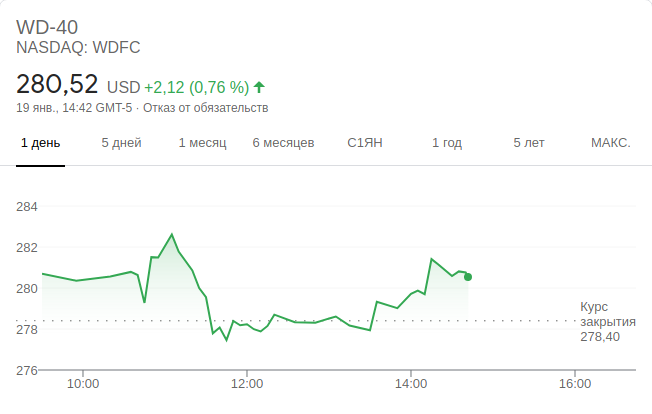 WD-40
NASDAQ: WDFC
280,52 USD +2,12 (0,76 %)
19 янв., 14:42 GMT-5 · Отказ от обязательств
1 день 5 дней 1 месяц 6 месяцев С1ЯН 1 год 5 лет МАКС.
284
282
280
278
276
Курс
закрытия
278,40
10:00 12:00 14:00 16:00